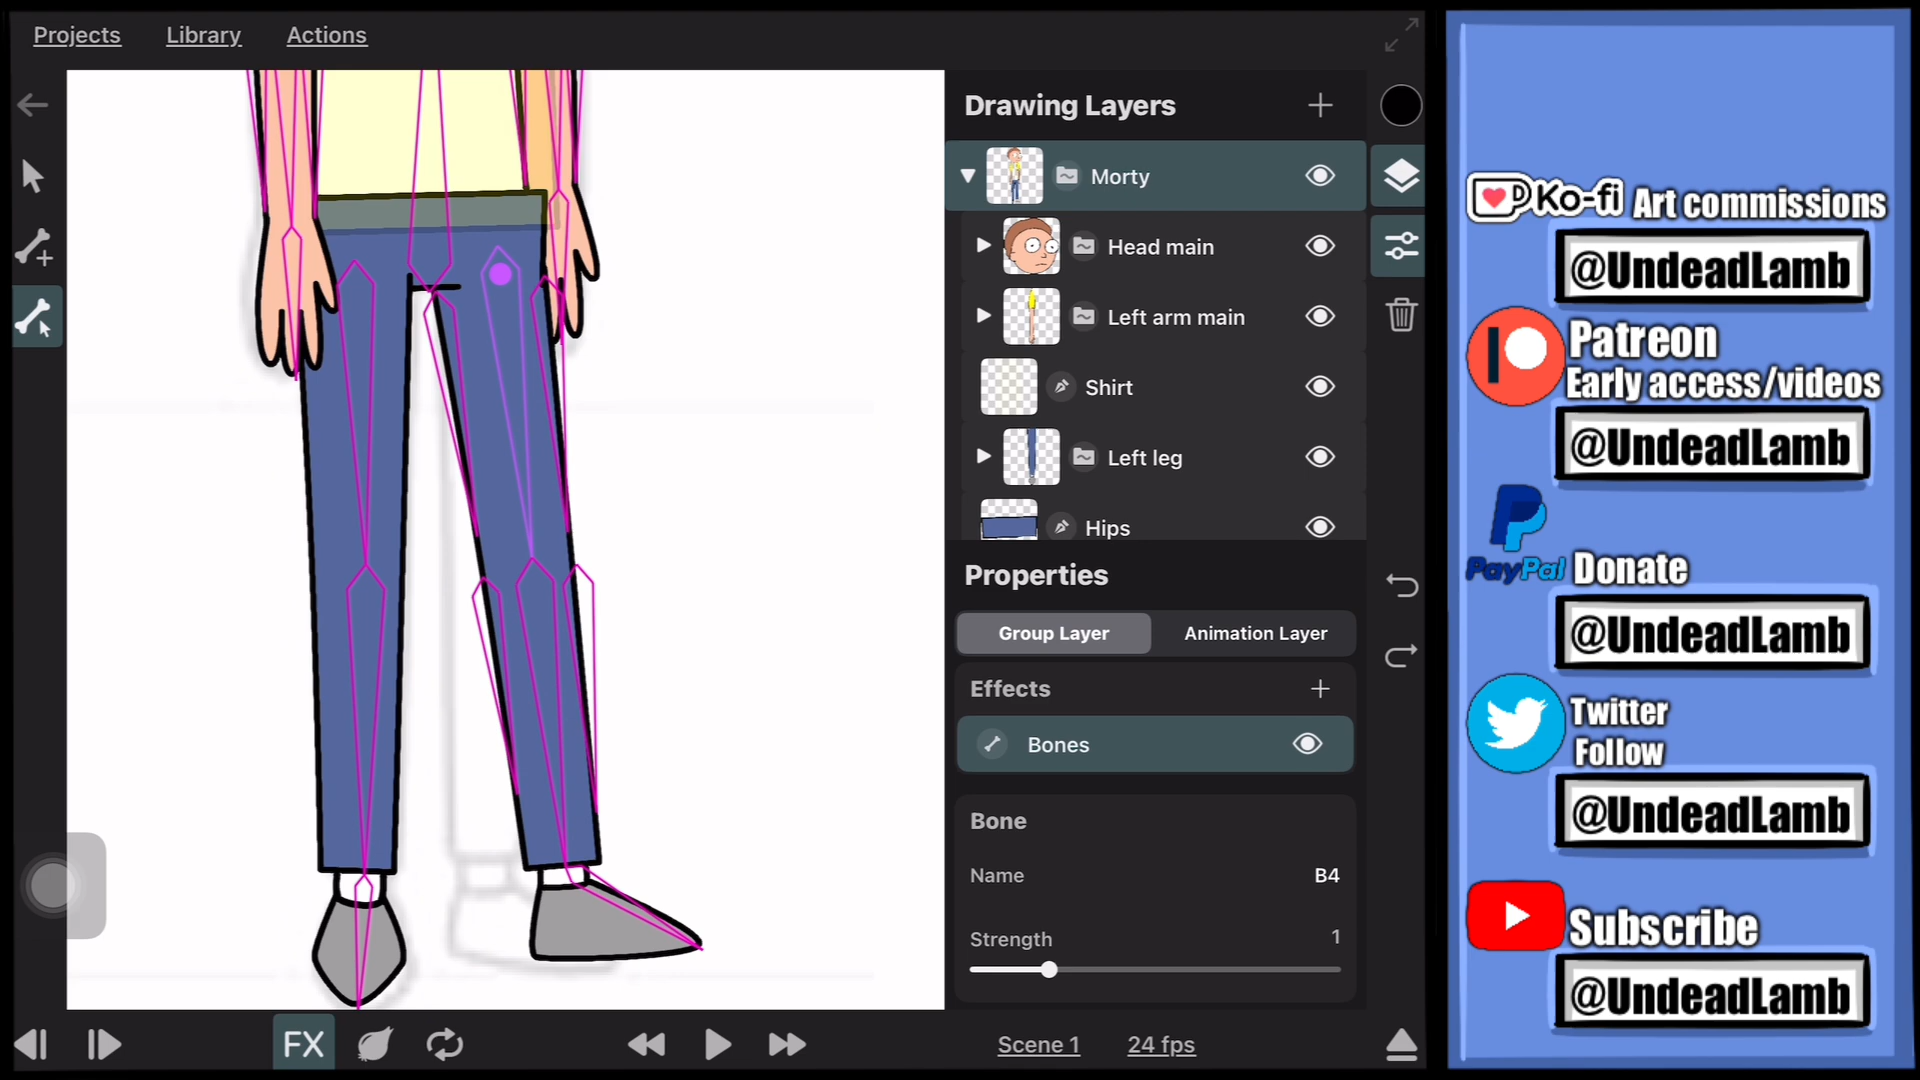 Projects
Library
Actions
Drawing Layers
Morty
Head main
Left arm main
Shirt
Left leg
Hips
Properties
Group Layer
Animation Layer
Effects
Bones
Bone
Name
B4
Strength
1
FX
Scene 1
24 fps
Ko-fi Art commissions
@UndeadLamb
Patreon
Early access/videos
@UndeadLamb
PayPal Donate
@UndeadLamb
Twitter
Follow
@UndeadLamb
Subscribe
@UndeadLamb